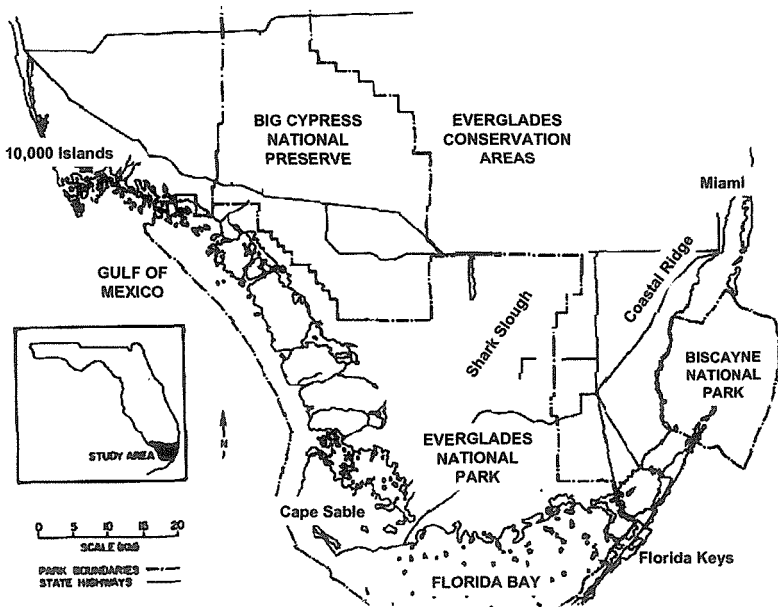 BIG CYPRESS
NATIONAL
PRESERVE
EVERGLADES
CONSERVATION
AREAS
10,000 Islands
Miami
GULF OF
MEXICO
Coastal Ridge
Shark Slough
BISCAYNE
NATIONAL
PARK
STUDY AREA
N
EVERGLADES
NATIONAL
PARK
Cape Sable
0 5 10 15 20
SCALE
Florida Keys
PARK BOUNDARIES
STATE HIGHWAYS
FLORIDA BAY